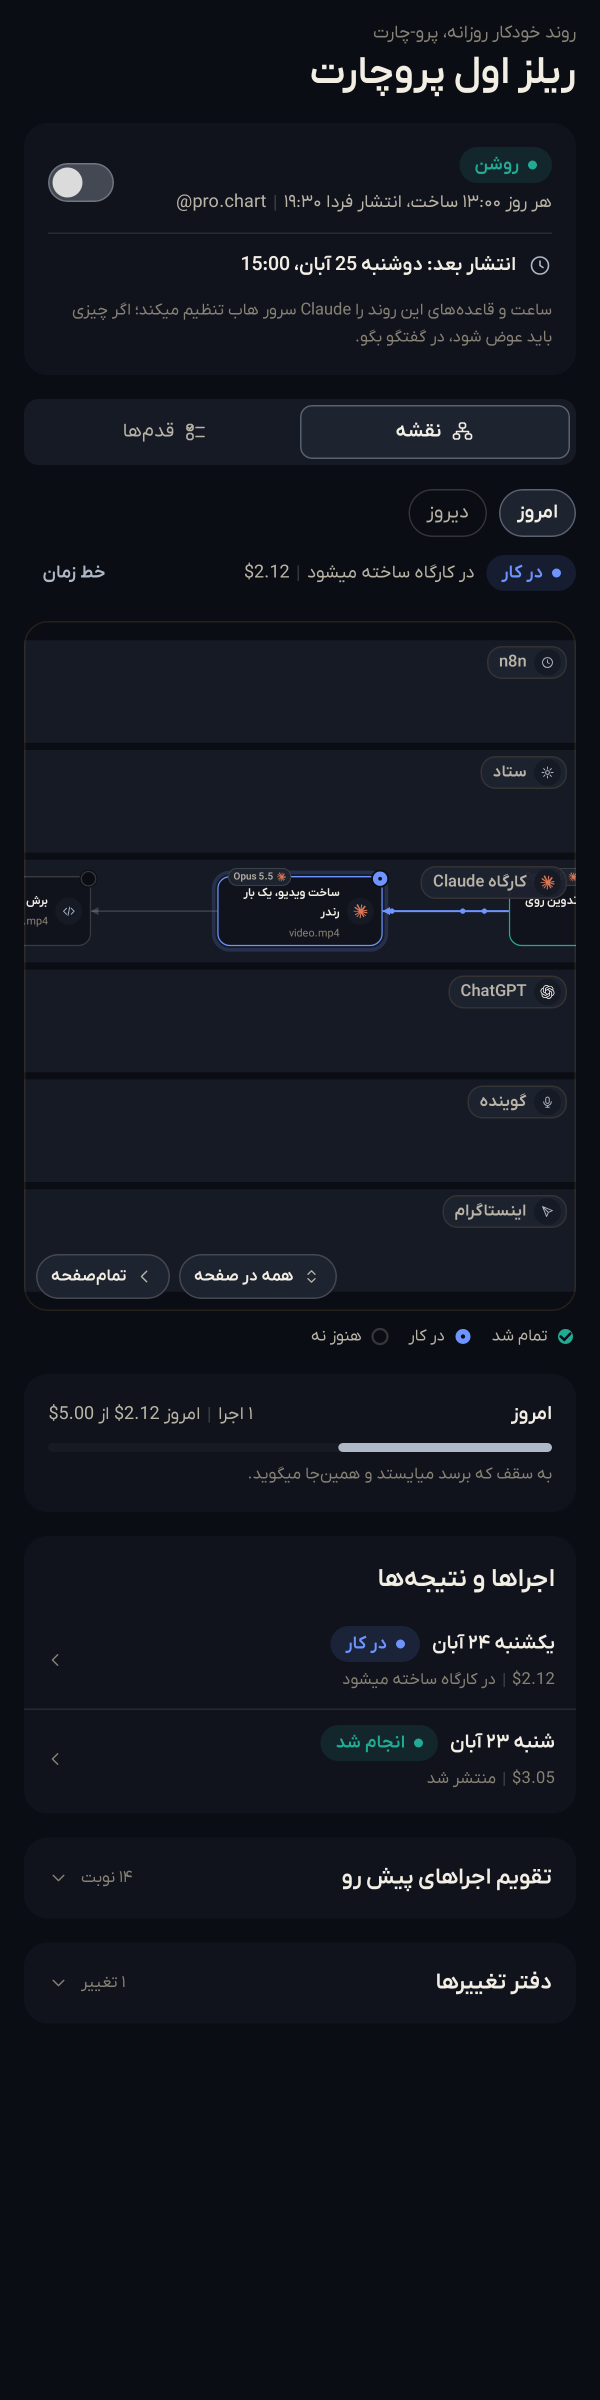 روند خودکار روزانه، پرو-چارت
ریلز اول پروچارت
روشن
هر روز ۱۳:۰۰ ساخت، انتشار فردا ۱۹:۳۰ | @pro.chart
انتشار بعد: دوشنبه 25 آبان، 15:00
ساعت و قاعده‌های این روند را Claude سرور هاب تنظیم میکند؛ اگر چیزی
باید عوض شود، در گفتگو بگو.
نقشه
قدم‌ها
امروز
دیروز
در کار
در کارگاه ساخته میشود | $2.12
خط زمان
n8n
ستاد
کارگاه Claude
تدوین روی
Opus 5.5
ساخت ویدیو، یک بار
رندر
video.mp4
برش
.mp4
ChatGPT
گوینده
اینستاگرام
همه در صفحه
تمام‌صفحه
تمام شد
در کار
هنوز نه
امروز
۱ اجرا | امروز $2.12 از $5.00
به سقف که برسد میایستد و همین‌جا میگوید.
اجراها و نتیجه‌ها
یکشنبه ۲۴ آبان
در کار
$2.12 | در کارگاه ساخته میشود
شنبه ۲۳ آبان
انجام شد
$3.05 | منتشر شد
تقویم اجراهای پیش رو
۱۴ نوبت
دفتر تغییرها
۱ تغییر